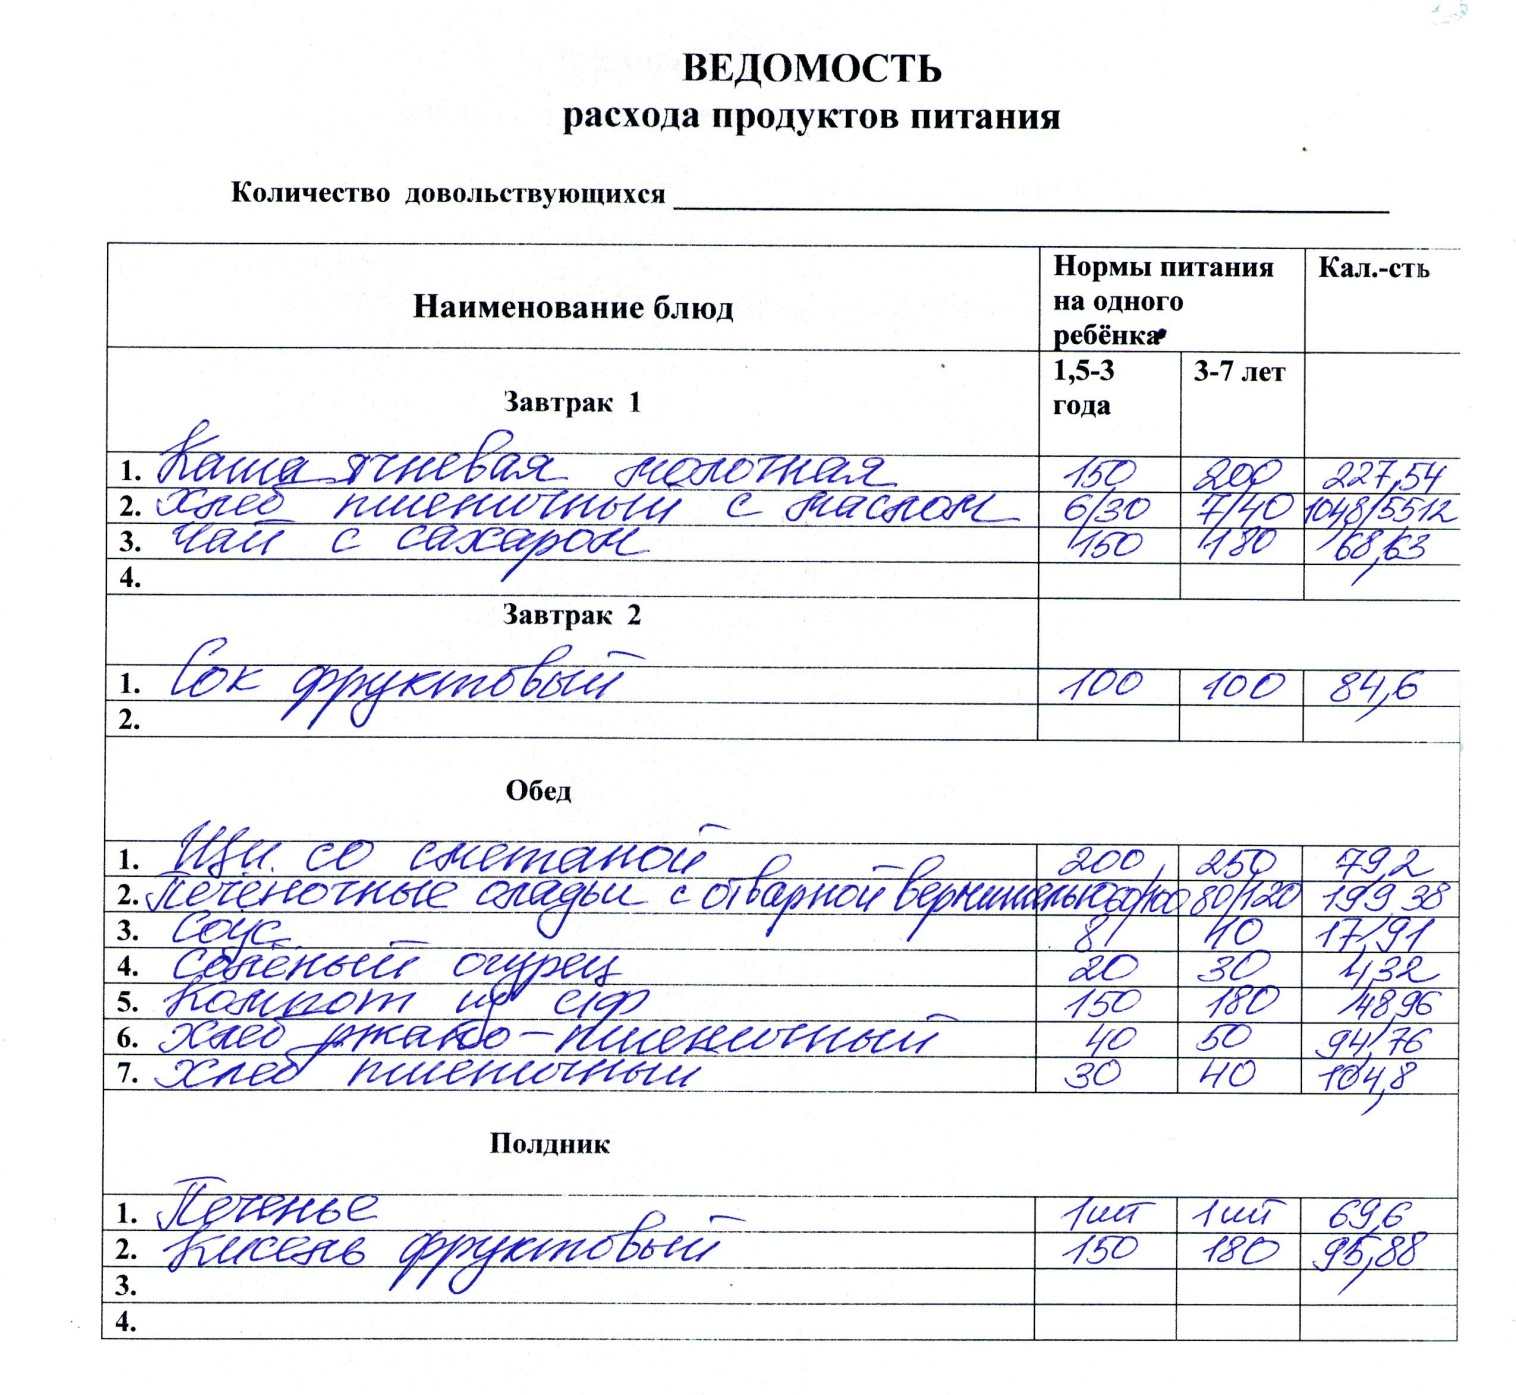 ВЕДОМОСТЬ
расхода продуктов питания
Количество довольствующихся
Наименование блюд Нормы питания на одного ребёнка Кал.-сть
Завтрак 1 1,5-3 года 3-7 лет
1. Каша ячневая молочная 150 200 227,54
2. Хлеб пшеничный с маслом 6/30 7/40 1048/5512
3. Чай с сахаром 150 180 68,63
4.
Завтрак 2
1. Сок фруктовый 100 100 84,6
2.
Обед
1. Щи со сметаной 200 250 79,2
2. Печёночные оладьи с отварной 60/100 80/120 199 38
3. Соус 81 40 17,91
4. Солёный огурец 20 30 4,32
5. Компот из с/ф 150 180 48,96
6. Хлеб ржано-пшеничный 40 50 94,76
7. Хлеб пшеничный 30 40 104,8
Полдник
1. Печенье 1шт 1шт 69,6
2. Кисель фруктовый 150 180 95,88
3.
4.